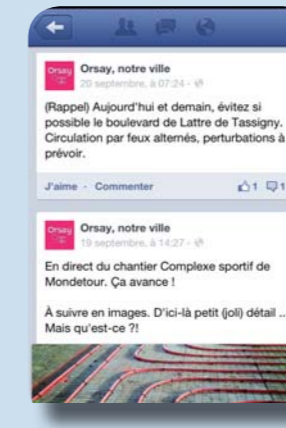 Orsay
Orsay, notre ville
20 septembre, à 07:24
(Rappel) Aujourd'hui et demain, évitez si
possible le boulevard de Lattre de Tassigny.
Circulation par feux alternés, perturbations à
prévoir.
J'aime · Commenter
1 1
Orsay
Orsay, notre ville
19 septembre, à 14:27
En direct du chantier Complexe sportif de
Mondetour. Ça avance !
À suivre en images. D'ici-là petit (joli) détail ..
Mais qu'est-ce ?!